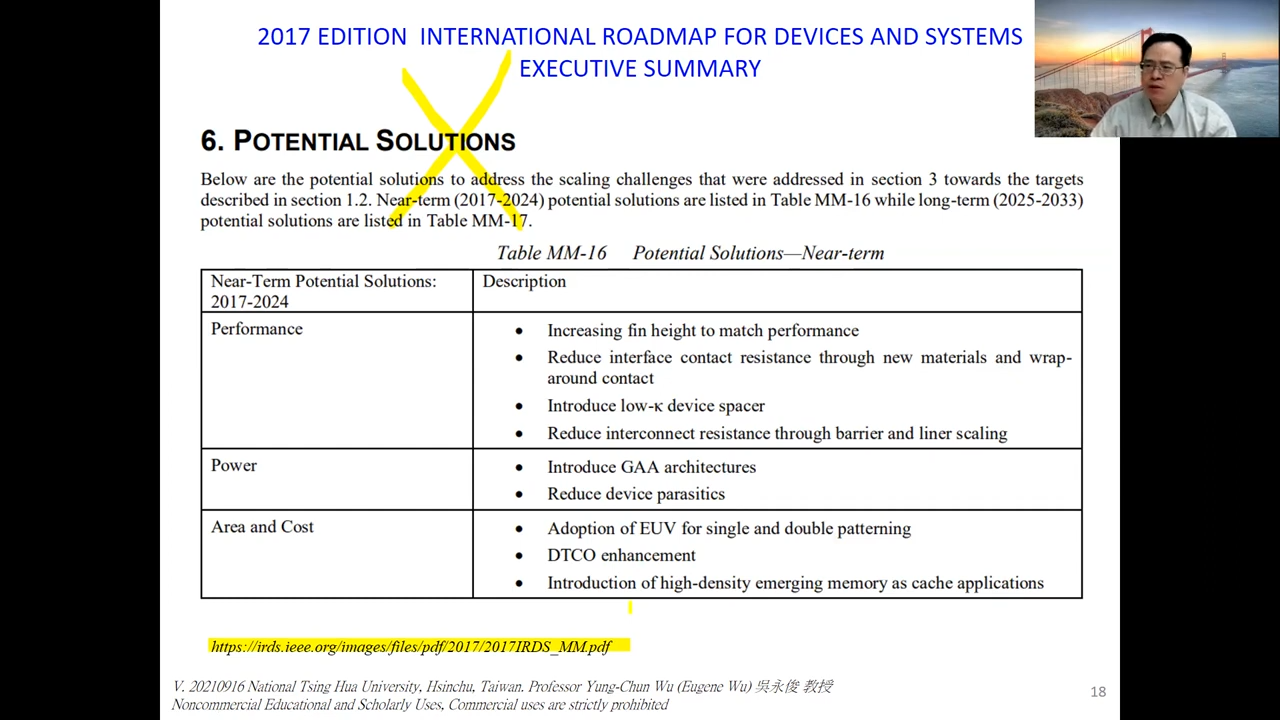 2017 EDITION INTERNATIONAL ROADMAP FOR DEVICES AND SYSTEMS
EXECUTIVE SUMMARY
6. POTENTIAL SOLUTIONS
Below are the potential solutions to address the scaling challenges that were addressed in section 3 towards the targets
described in section 1.2. Near-term (2017-2024) potential solutions are listed in Table MM-16 while long-term (2025-2033)
potential solutions are listed in Table MM-17.
Table MM-16 Potential Solutions—Near-term
Near-Term Potential Solutions:
2017-2024
Description
Performance
• Increasing fin height to match performance
• Reduce interface contact resistance through new materials and wrap-
around contact
• Introduce low-κ device spacer
• Reduce interconnect resistance through barrier and liner scaling
Power
• Introduce GAA architectures
• Reduce device parasitics
Area and Cost
• Adoption of EUV for single and double patterning
• DTCO enhancement
• Introduction of high-density emerging memory as cache applications
https://irds.ieee.org/images/files/pdf/2017/2017IRDS_MM.pdf
V. 20210916 National Tsing Hua University, Hsinchu, Taiwan. Professor Yung-Chun Wu (Eugene Wu) 吳永俊 教授
Noncommercial Educational and Scholarly Uses, Commercial uses are strictly prohibited
18